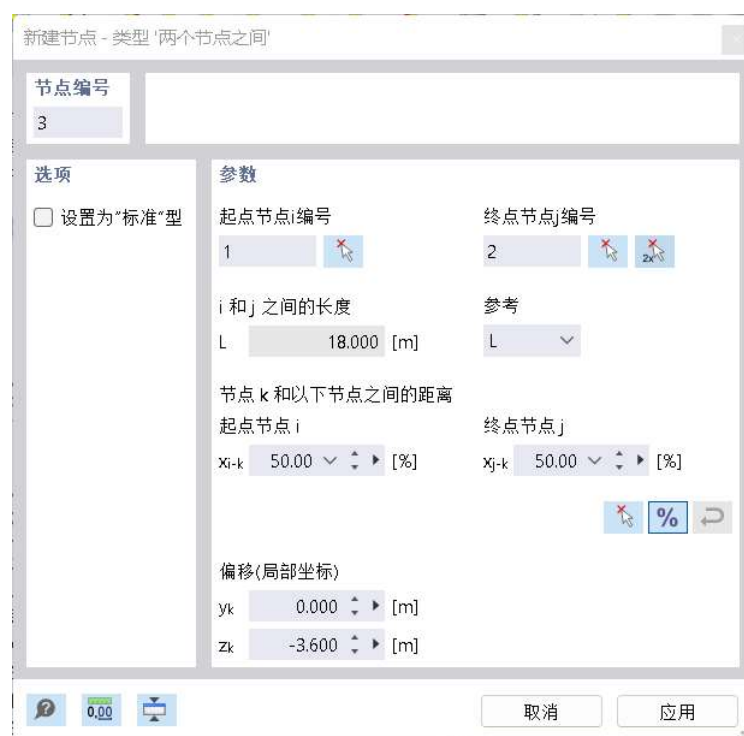 新建节点 - 类型 '两个节点之间'
节点编号
3
选项
设置为“标准”型
参数
起点节点i编号 终点节点j编号
1 2
2x
i 和 j 之间的长度 参考
L 18.000 [m] L
节点 k 和以下节点之间的距离
起点节点 i 终点节点 j
xi-k 50.00 [%] xj-k 50.00 [%]
%
偏移(局部坐标)
yk 0.000 [m]
zk -3.600 [m]
0,00 取消 应用